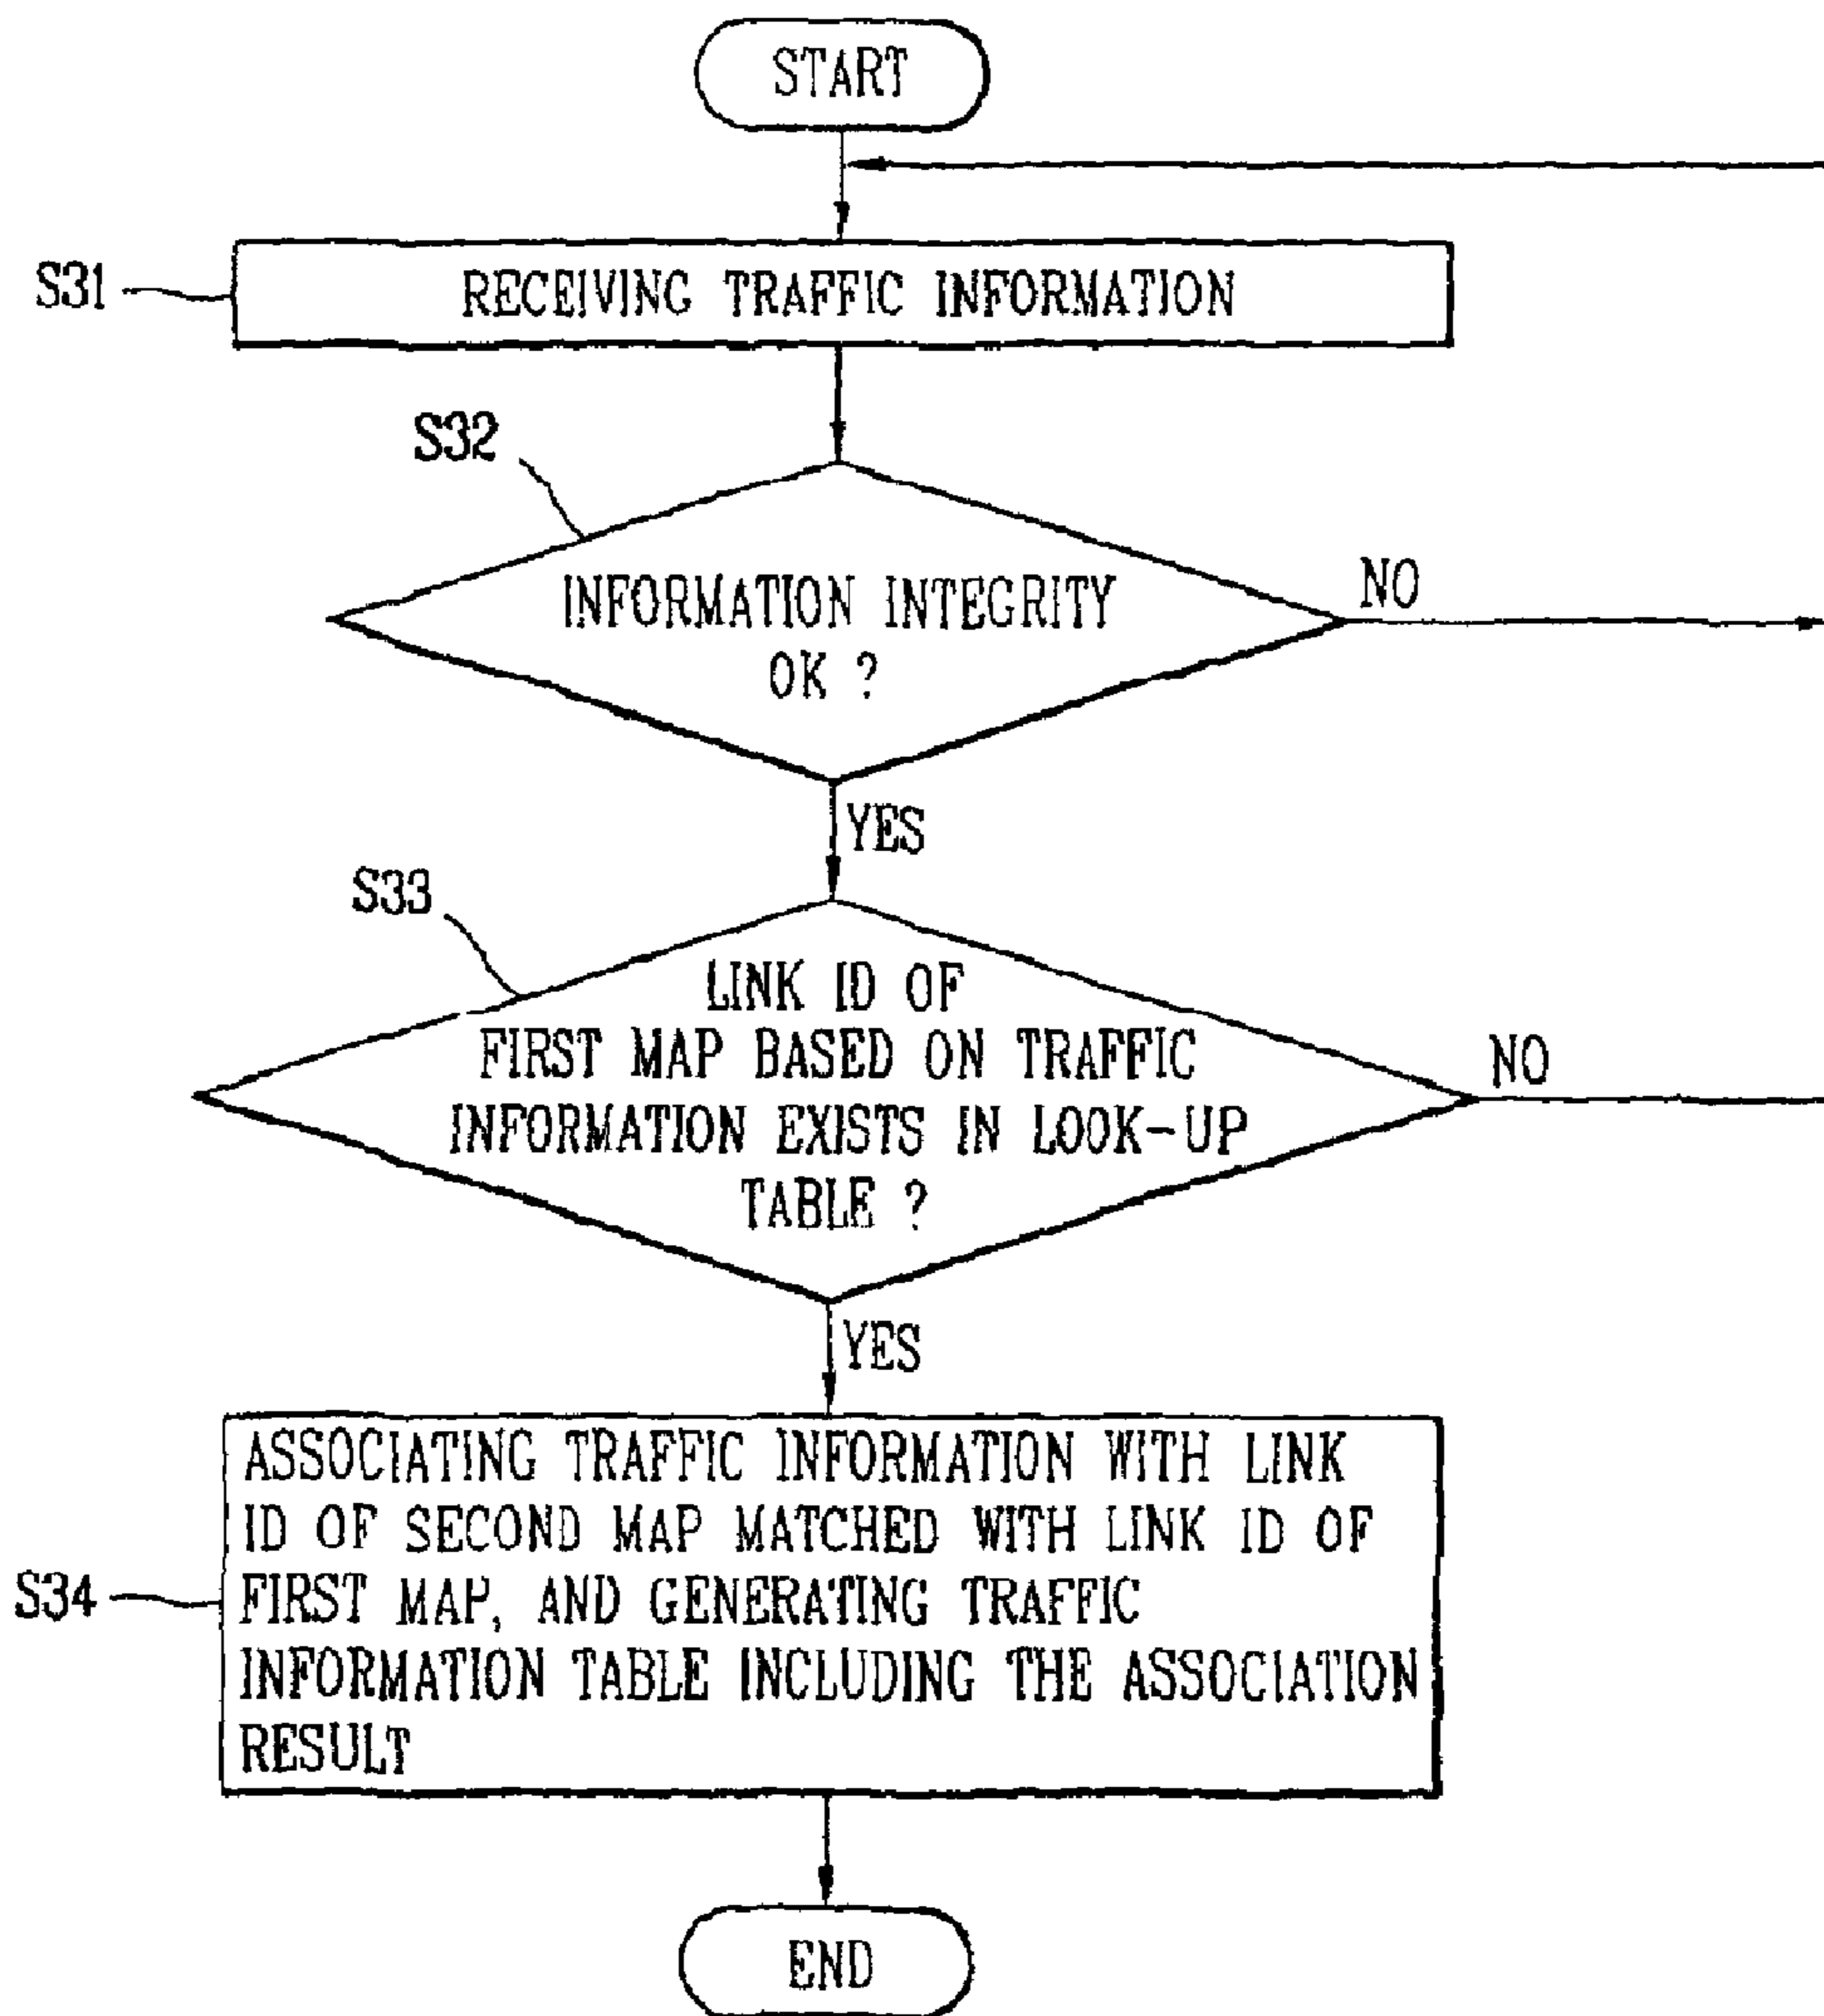 START
S31
RECEIVING TRAFFIC INFORMATION
S32
INFORMATION INTEGRITY
OK ?
NO
YES
S33
LINK ID OF
FIRST MAP BASED ON TRAFFIC
INFORMATION EXISTS IN LOOK-UP
TABLE ?
NO
YES
S34
ASSOCIATING TRAFFIC INFORMATION WITH LINK
ID OF SECOND MAP MATCHED WITH LINK ID OF
FIRST MAP, AND GENERATING TRAFFIC
INFORMATION TABLE INCLUDING THE ASSOCIATION
RESULT
END